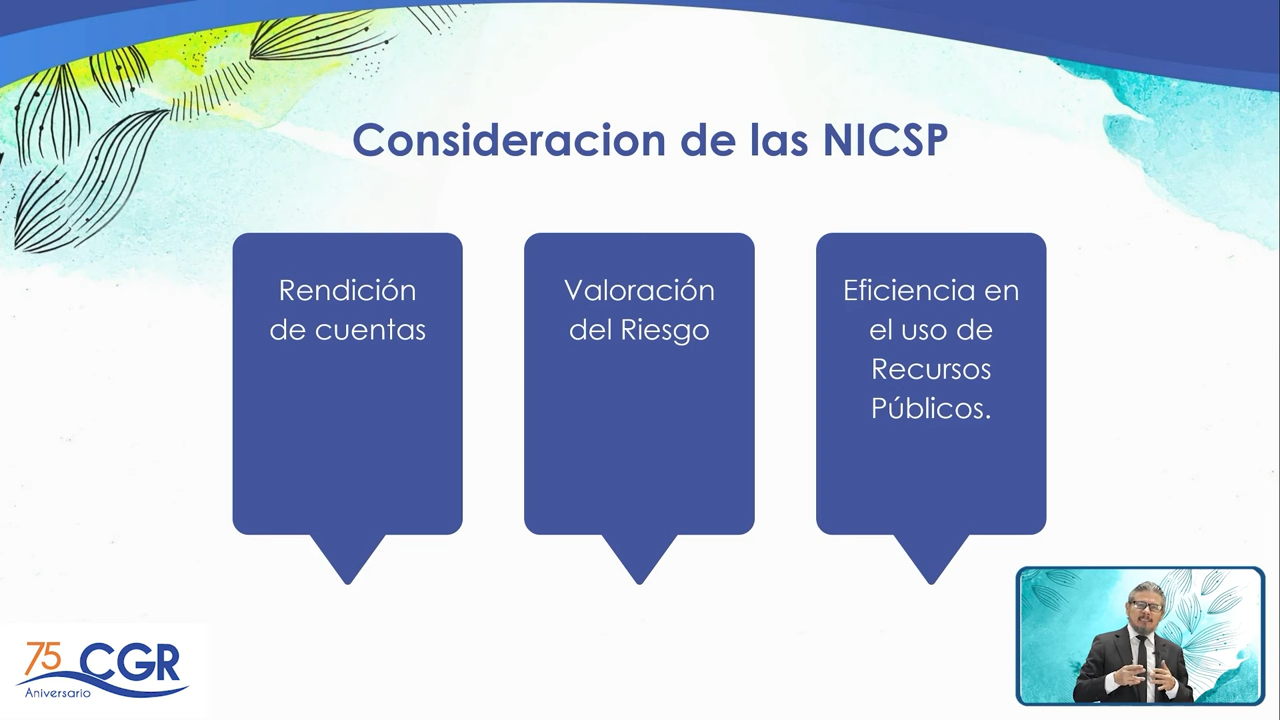 Consideracion de las NICSP
Rendición
de cuentas
Valoración
del Riesgo
Eficiencia en
el uso de
Recursos
Públicos.
75 CGR
Aniversario